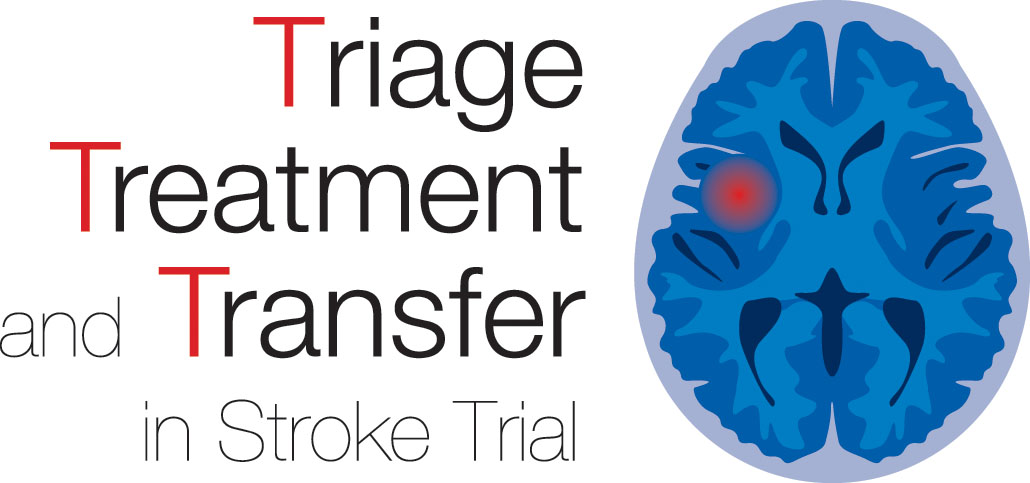 Triage
Treatment
and Transfer
in Stroke Trial